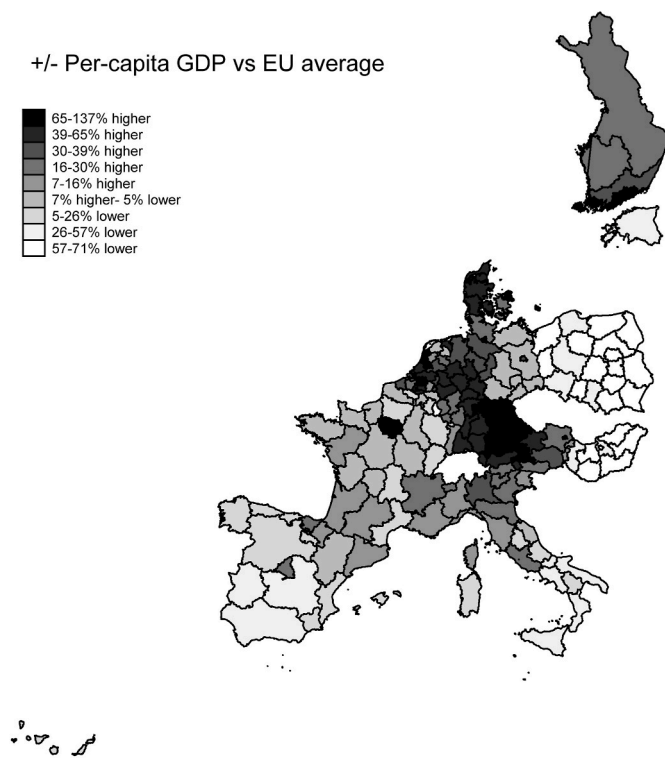 +/- Per-capita GDP vs EU average
65-137% higher
39-65% higher
30-39% higher
16-30% higher
7-16% higher
7% higher- 5% lower
5-26% lower
26-57% lower
57-71% lower